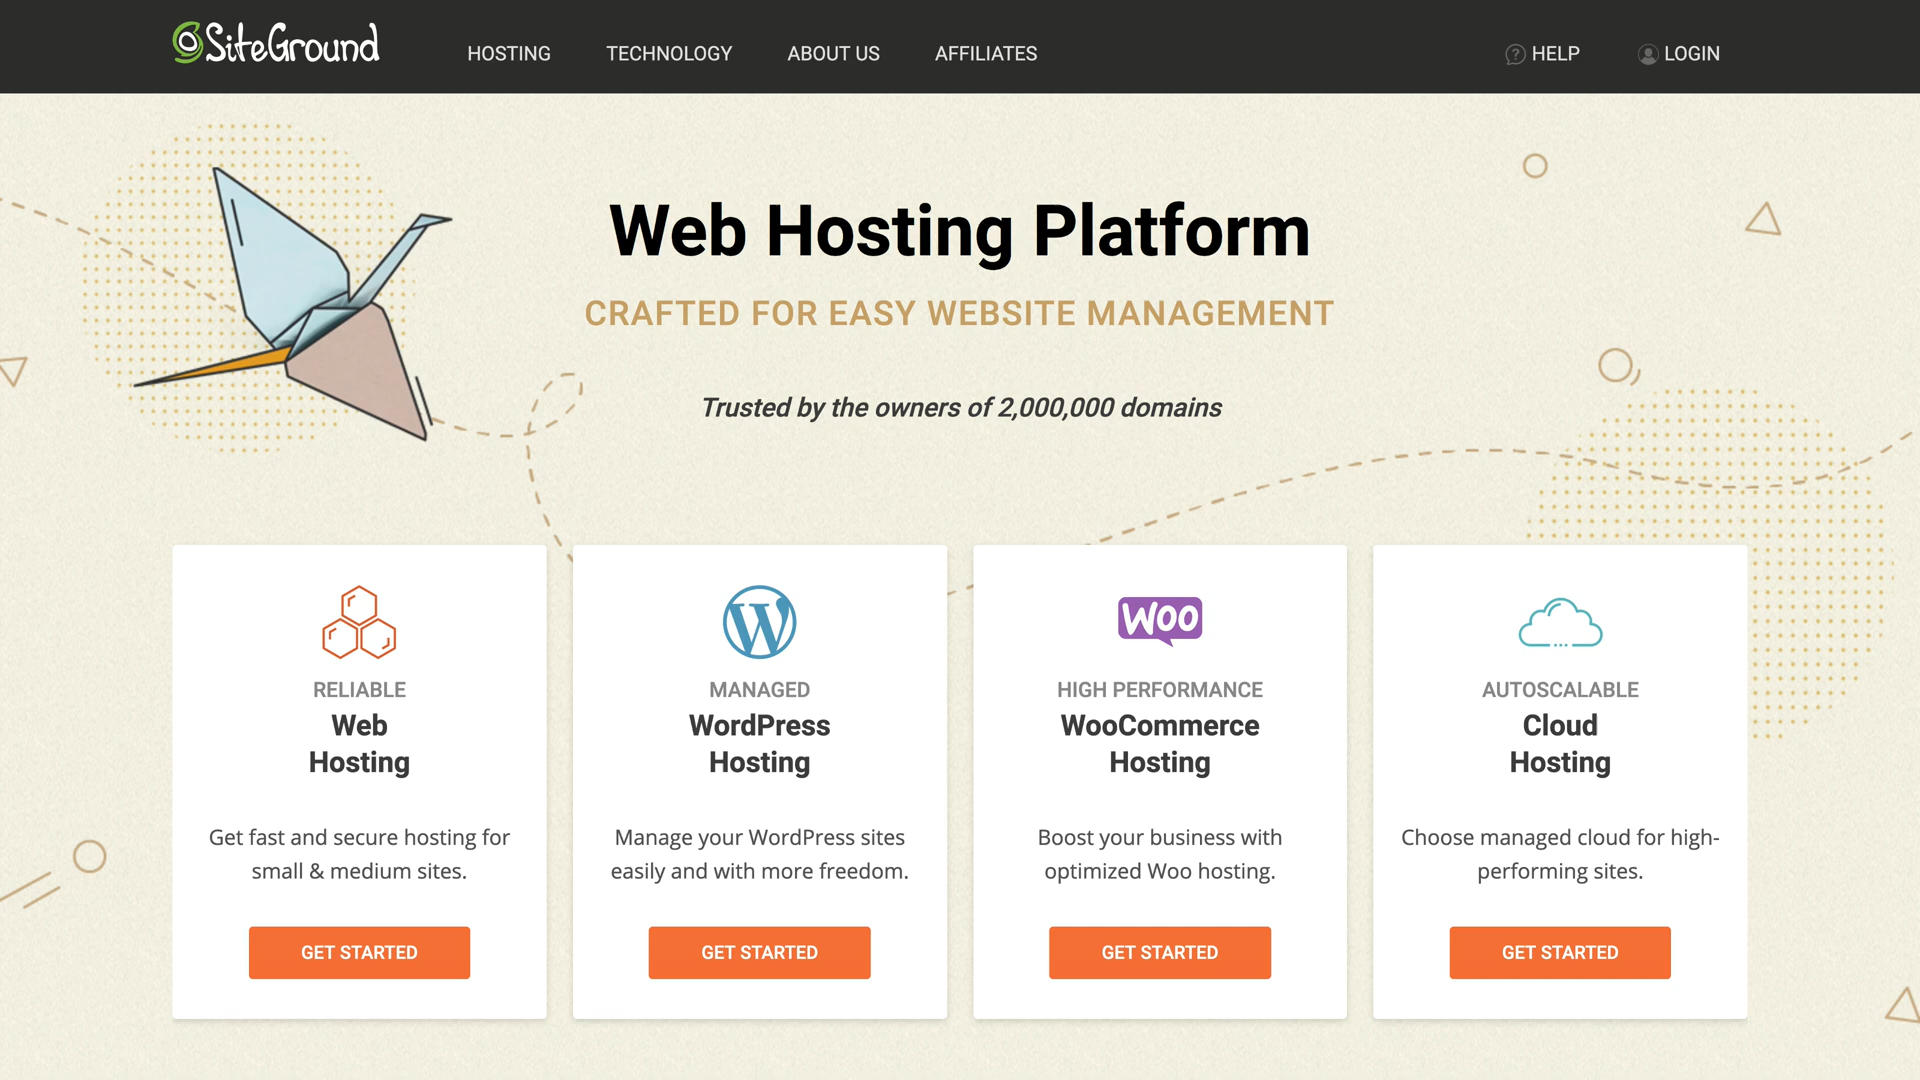 SiteGround
HOSTING
TECHNOLOGY
ABOUT US
AFFILIATES
HELP
LOGIN
Web Hosting Platform
CRAFTED FOR EASY WEBSITE MANAGEMENT
Trusted by the owners of 2,000,000 domains
RELIABLE
Web
Hosting
Get fast and secure hosting for
small & medium sites.
GET STARTED
MANAGED
WordPress
Hosting
Manage your WordPress sites
easily and with more freedom.
GET STARTED
WOO
HIGH PERFORMANCE
WooCommerce
Hosting
Boost your business with
optimized Woo hosting.
GET STARTED
AUTOSCALABLE
Cloud
Hosting
Choose managed cloud for high-
performing sites.
GET STARTED